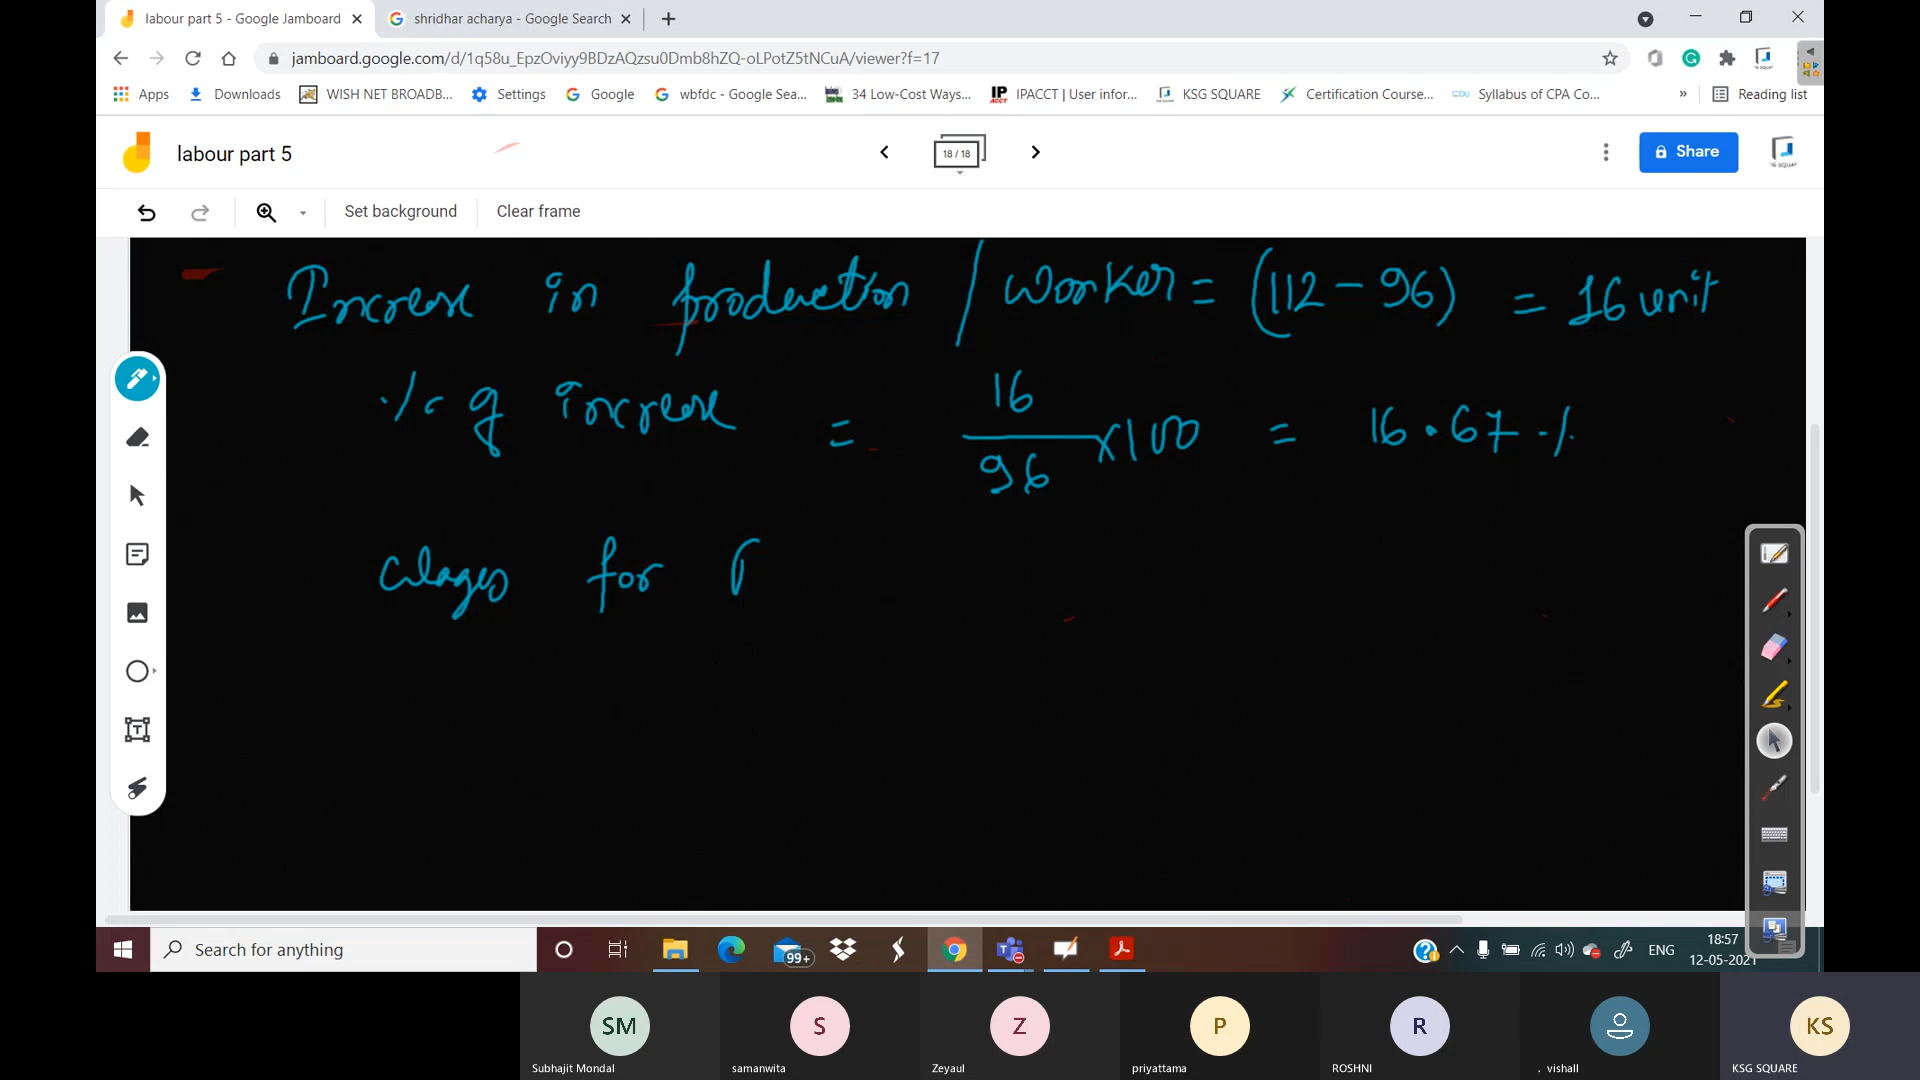 labour part 5 - Google Jamboard
shridhar acharya - Google Search
jamboard.google.com/d/1q58u_EpzOviyy9BDzAQzsu0Dmb8hZQ-oLPotZ5tNCuA/viewer?f=17
Apps Downloads WISH NET BROADB... Settings Google wbfdc - Google Sea... 34 Low-Cost Ways... IPACCT | User infor... KSG SQUARE Certification Course... Syllabus of CPA Co... » Reading list
labour part 5
18 / 18
Share
Set background Clear frame
Increase in production / worker = (112 - 96) = 16 unit
% of increase = 16/96 x100 = 16.67 %
Wages for
Search for anything
99+
ENG
18:57
12-05-2021
SM S Z P R KS
Subhajit Mondal samanwita Zeyaul priyattama ROSHNI . vishall KSG SQUARE